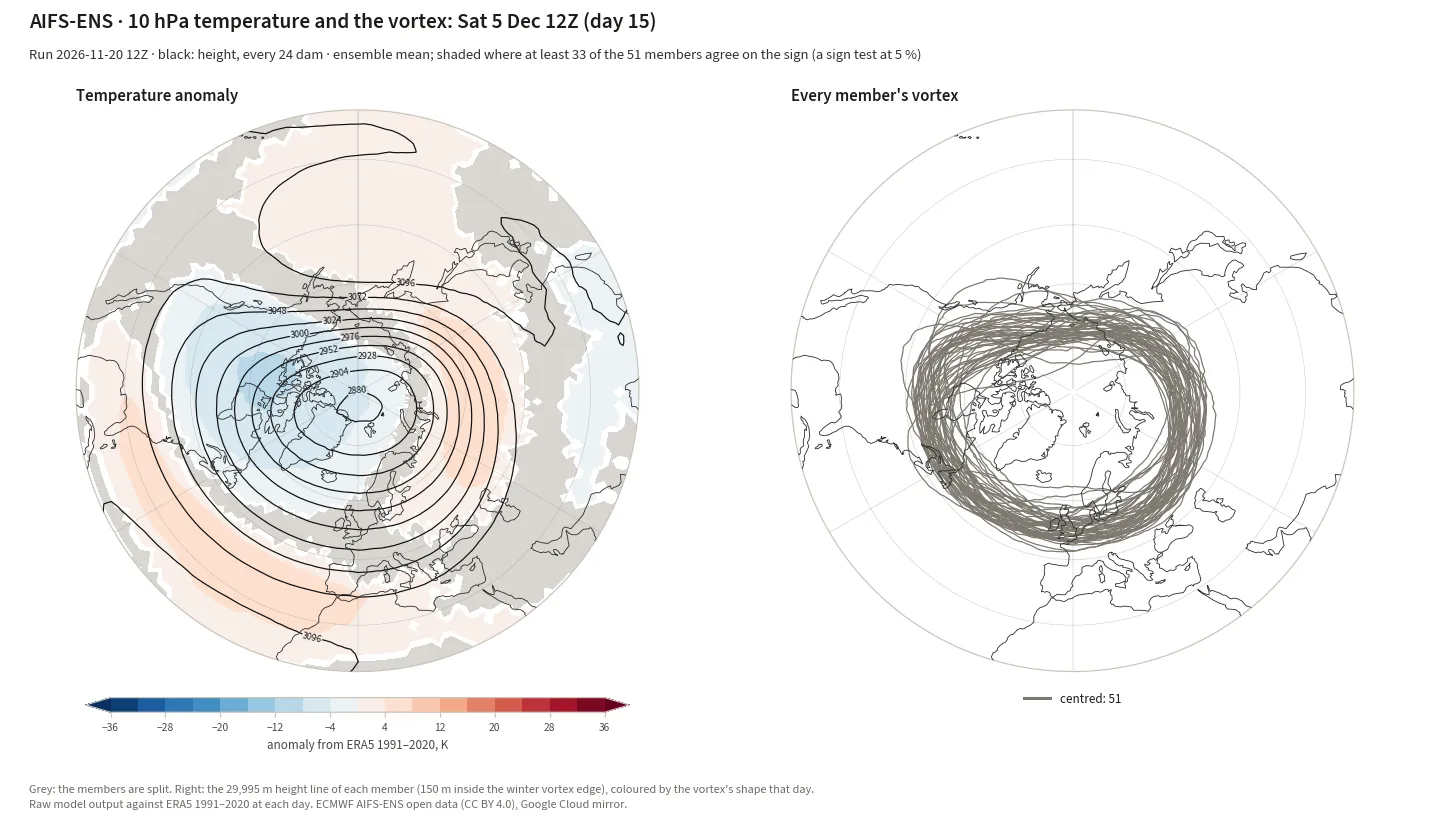 AIFS-ENS · 10 hPa temperature and the vortex: Sat 5 Dec 12Z (day 15)
Run 2026-11-20 12Z · black: height, every 24 dam · ensemble mean; shaded where at least 33 of the 51 members agree on the sign (a sign test at 5 %)
Temperature anomaly
Every member's vortex
3096
3072
3048
3024
3000
2976
2952
2928
2904
2880
3096
centred: 51
−36 −28 −20 −12 −4 4 12 20 28 36
anomaly from ERA5 1991–2020, K
Grey: the members are split. Right: the 29,995 m height line of each member (150 m inside the winter vortex edge), coloured by the vortex's shape that day.
Raw model output against ERA5 1991–2020 at each day. ECMWF AIFS-ENS open data (CC BY 4.0), Google Cloud mirror.